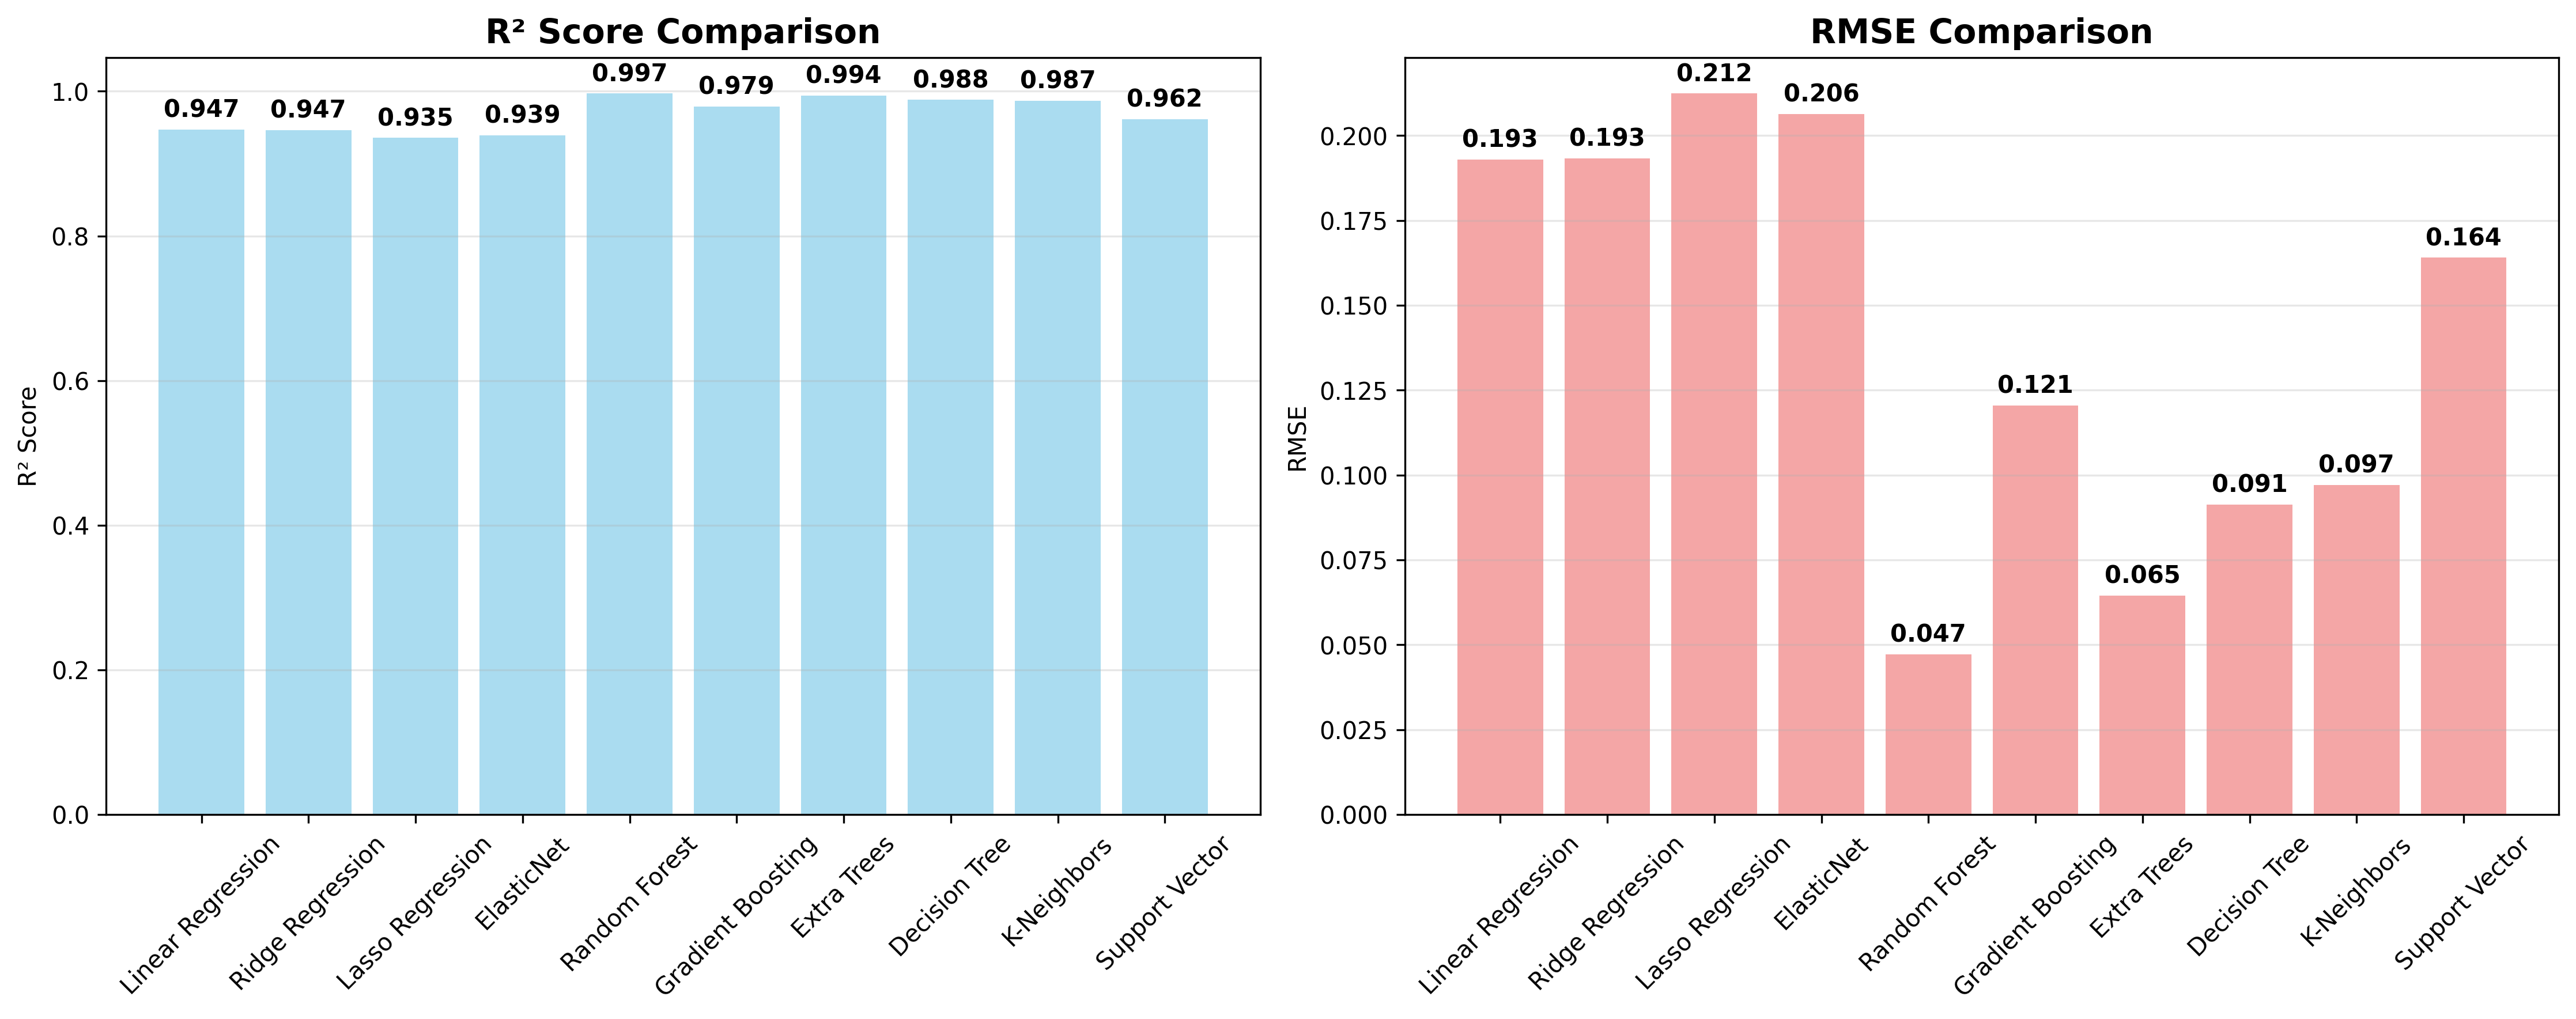 R² Score Comparison
R² Score
1.0
0.8
0.6
0.4
0.2
0.0
0.947
0.947
0.935
0.939
0.997
0.979
0.994
0.988
0.987
0.962
Linear Regression
Ridge Regression
Lasso Regression
ElasticNet
Random Forest
Gradient Boosting
Extra Trees
Decision Tree
K-Neighbors
Support Vector
RMSE Comparison
RMSE
0.200
0.175
0.150
0.125
0.100
0.075
0.050
0.025
0.000
0.193
0.193
0.212
0.206
0.047
0.121
0.065
0.091
0.097
0.164
Linear Regression
Ridge Regression
Lasso Regression
ElasticNet
Random Forest
Gradient Boosting
Extra Trees
Decision Tree
K-Neighbors
Support Vector